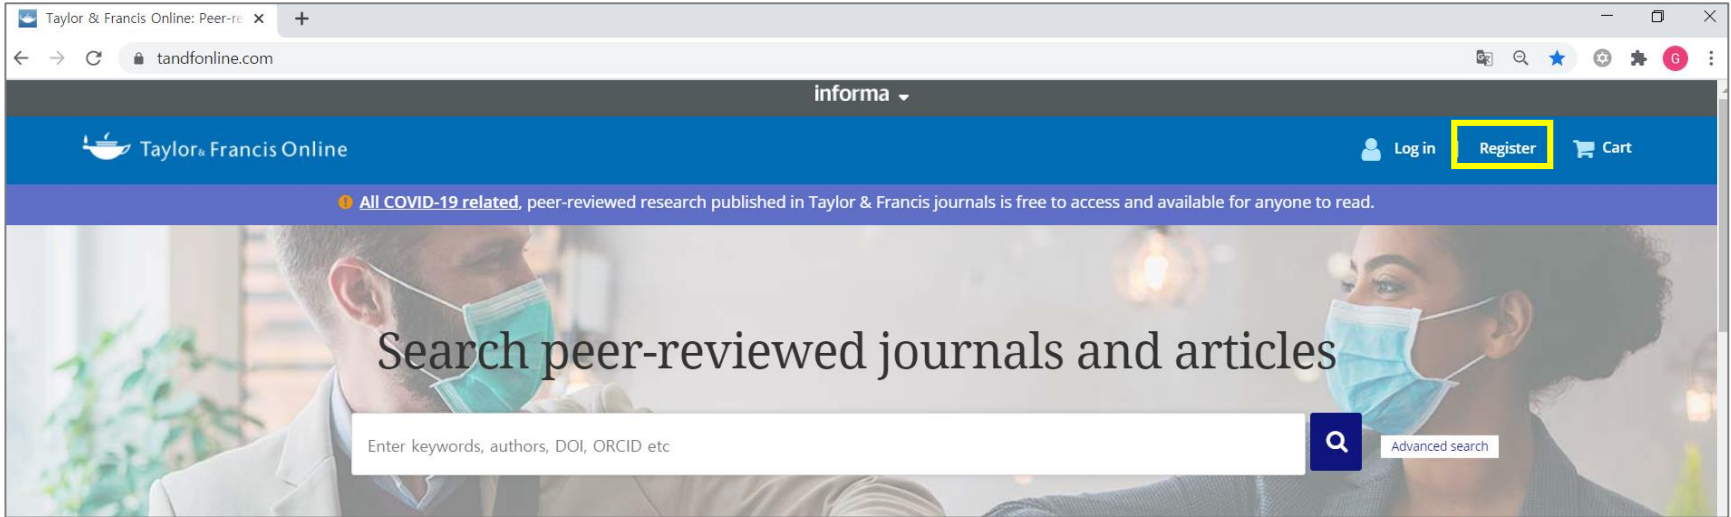 Taylor & Francis Online: Peer-re
tandfonline.com
G
informa
Taylor & Francis Online
Log in
Register
Cart
All COVID-19 related, peer-reviewed research published in Taylor & Francis journals is free to access and available for anyone to read.
Search peer-reviewed journals and articles
Enter keywords, authors, DOI, ORCID etc
Advanced search